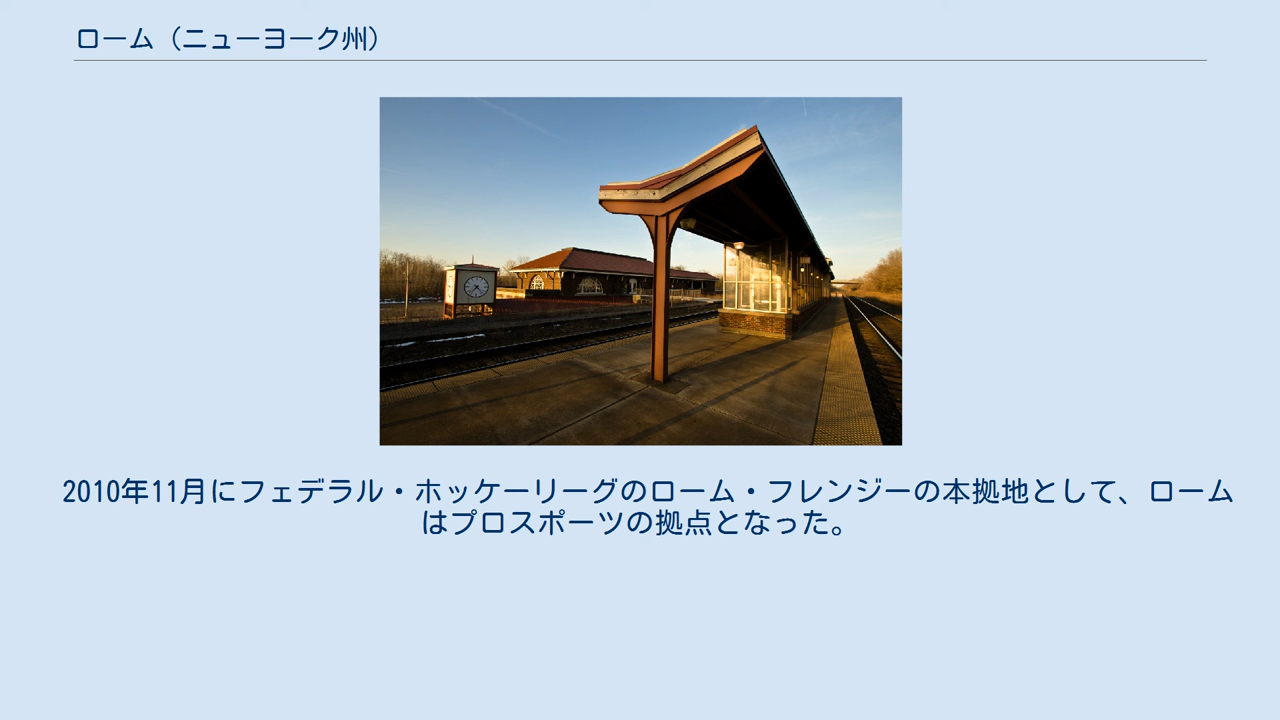 ローム（ニューヨーク州）
2010年11月にフェデラル・ホッケーリーグのローム・フレンジーの本拠地として、ローム
はプロスポーツの拠点となった。